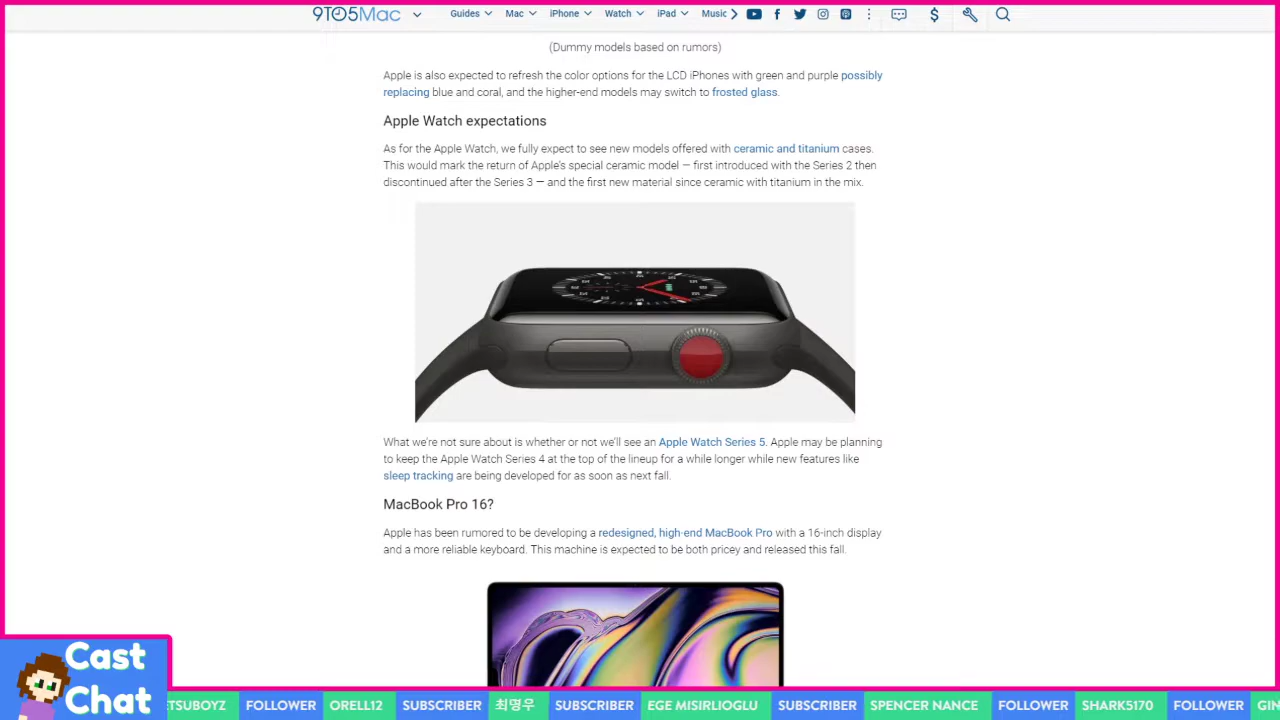 9TO5Mac Guides Mac iPhone Watch iPad Music
(Dummy models based on rumors)
Apple is also expected to refresh the color options for the LCD iPhones with green and purple possibly
replacing blue and coral, and the higher-end models may switch to frosted glass.
Apple Watch expectations
As for the Apple Watch, we fully expect to see new models offered with ceramic and titanium cases.
This would mark the return of Apple's special ceramic model — first introduced with the Series 2 then
discontinued after the Series 3 — and the first new material since ceramic with titanium in the mix.
What we're not sure about is whether or not we'll see an Apple Watch Series 5. Apple may be planning
to keep the Apple Watch Series 4 at the top of the lineup for a while longer while new features like
sleep tracking are being developed for as soon as next fall.
MacBook Pro 16?
Apple has been rumored to be developing a redesigned, high-end MacBook Pro with a 16-inch display
and a more reliable keyboard. This machine is expected to be both pricey and released this fall.
Cast
Chat
ETSUBOYZ FOLLOWER ORELL12 SUBSCRIBER 최명우 SUBSCRIBER EGE MISIRLIOGLU SUBSCRIBER SPENCER NANCE FOLLOWER SHARK5170 FOLLOWER GIN